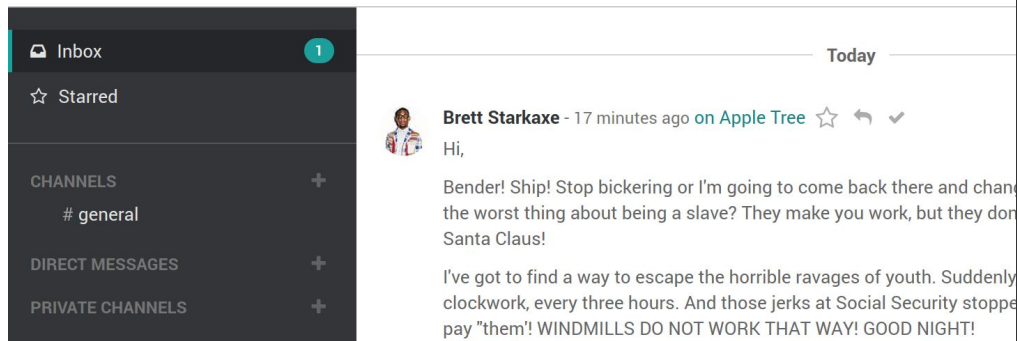 Inbox 1
Starred
CHANNELS
# general
DIRECT MESSAGES
PRIVATE CHANNELS
Today
Brett Starkaxe - 17 minutes ago on Apple Tree
Hi,
Bender! Ship! Stop bickering or I'm going to come back there and
the worst thing about being a slave? They make you work, but they
Santa Claus!
I've got to find a way to escape the horrible ravages of youth. Suddenly
clockwork, every three hours. And those jerks at Social Security
pay "them'! WINDMILLS DO NOT WORK THAT WAY! GOOD NIGHT!